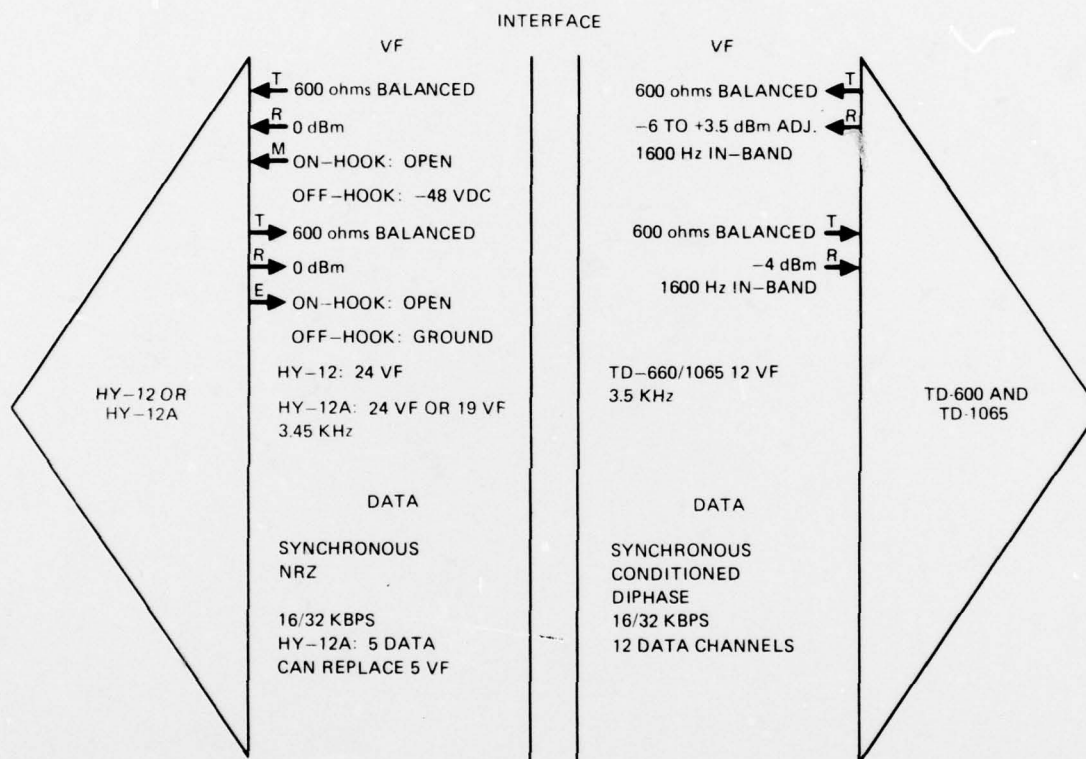 INTERFACE
VF
T 600 ohms BALANCED
R 0 dBm
M ON-HOOK: OPEN
OFF-HOOK: -48 VDC
T 600 ohms BALANCED
R 0 dBm
E ON-HOOK: OPEN
OFF-HOOK: GROUND
HY-12 OR
HY-12A
HY-12: 24 VF
HY-12A: 24 VF OR 19 VF
3.45 KHz
DATA
SYNCHRONOUS
NRZ
16/32 KBPS
HY-12A: 5 DATA
CAN REPLACE 5 VF
VF
600 ohms BALANCED T
-6 TO +3.5 dBm ADJ. R
1600 Hz IN-BAND
600 ohms BALANCED T
-4 dBm R
1600 Hz IN-BAND
TD-660/1065 12 VF
3.5 KHz
TD-600 AND
TD-1065
DATA
SYNCHRONOUS
CONDITIONED
DIPHASE
16/32 KBPS
12 DATA CHANNELS